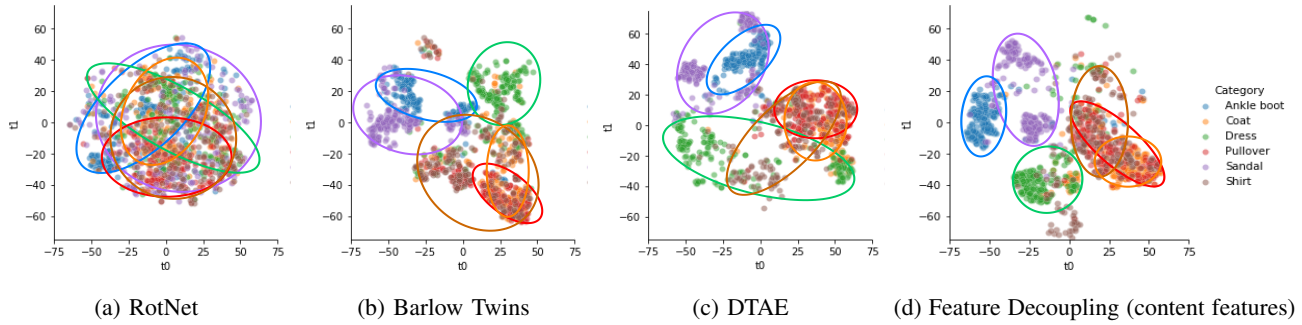 60
40
20
0
−20
−40
−60
t1
−75 −50 −25 0 25 50 75
t0
(a) RotNet
60
40
20
0
−20
−40
−60
t1
−75 −50 −25 0 25 50 75
t0
(b) Barlow Twins
60
40
20
0
−20
−40
−60
t1
−75 −50 −25 0 25 50 75
t0
(c) DTAE
60
40
20
0
−20
−40
−60
t1
−75 −50 −25 0 25 50 75
t0
(d) Feature Decoupling (content features)
Category
Ankle boot
Coat
Dress
Pullover
Sandal
Shirt